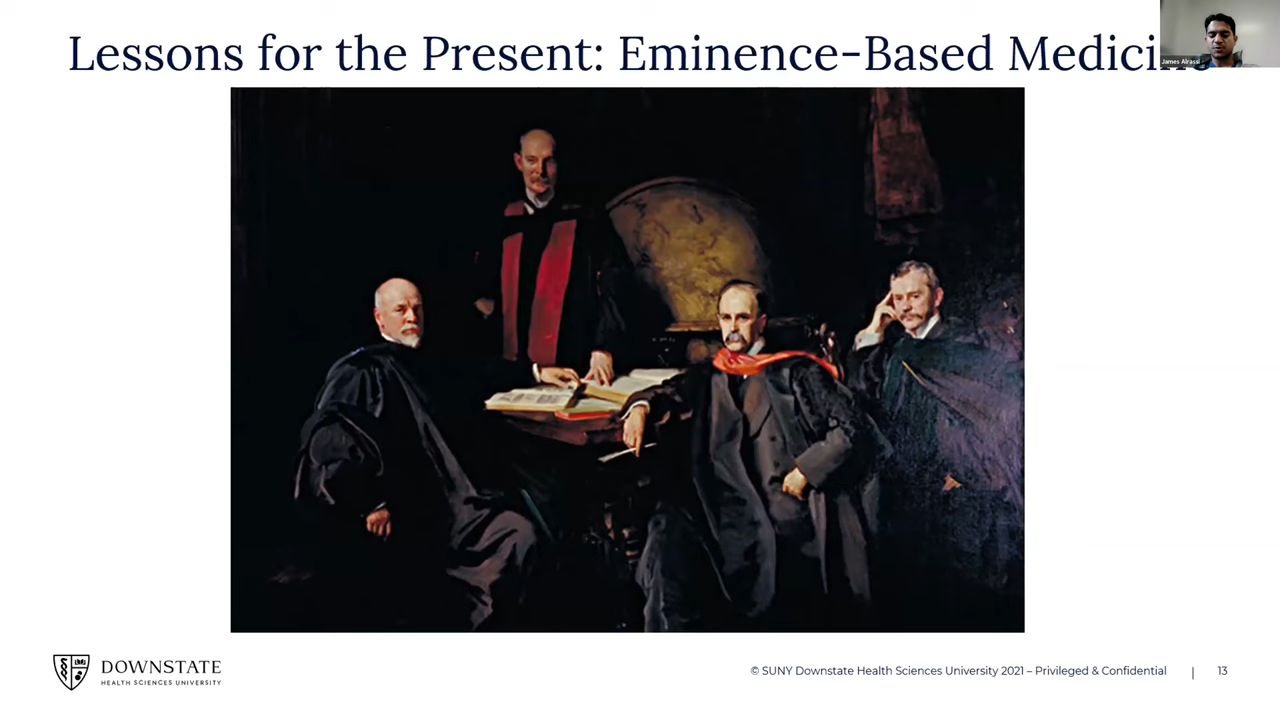 Lessons for the Present: Eminence-Based Medicine
James Alrassi
DOWNSTATE
HEALTH SCIENCES UNIVERSITY
© SUNY Downstate Health Sciences University 2021 – Privileged & Confidential | 13